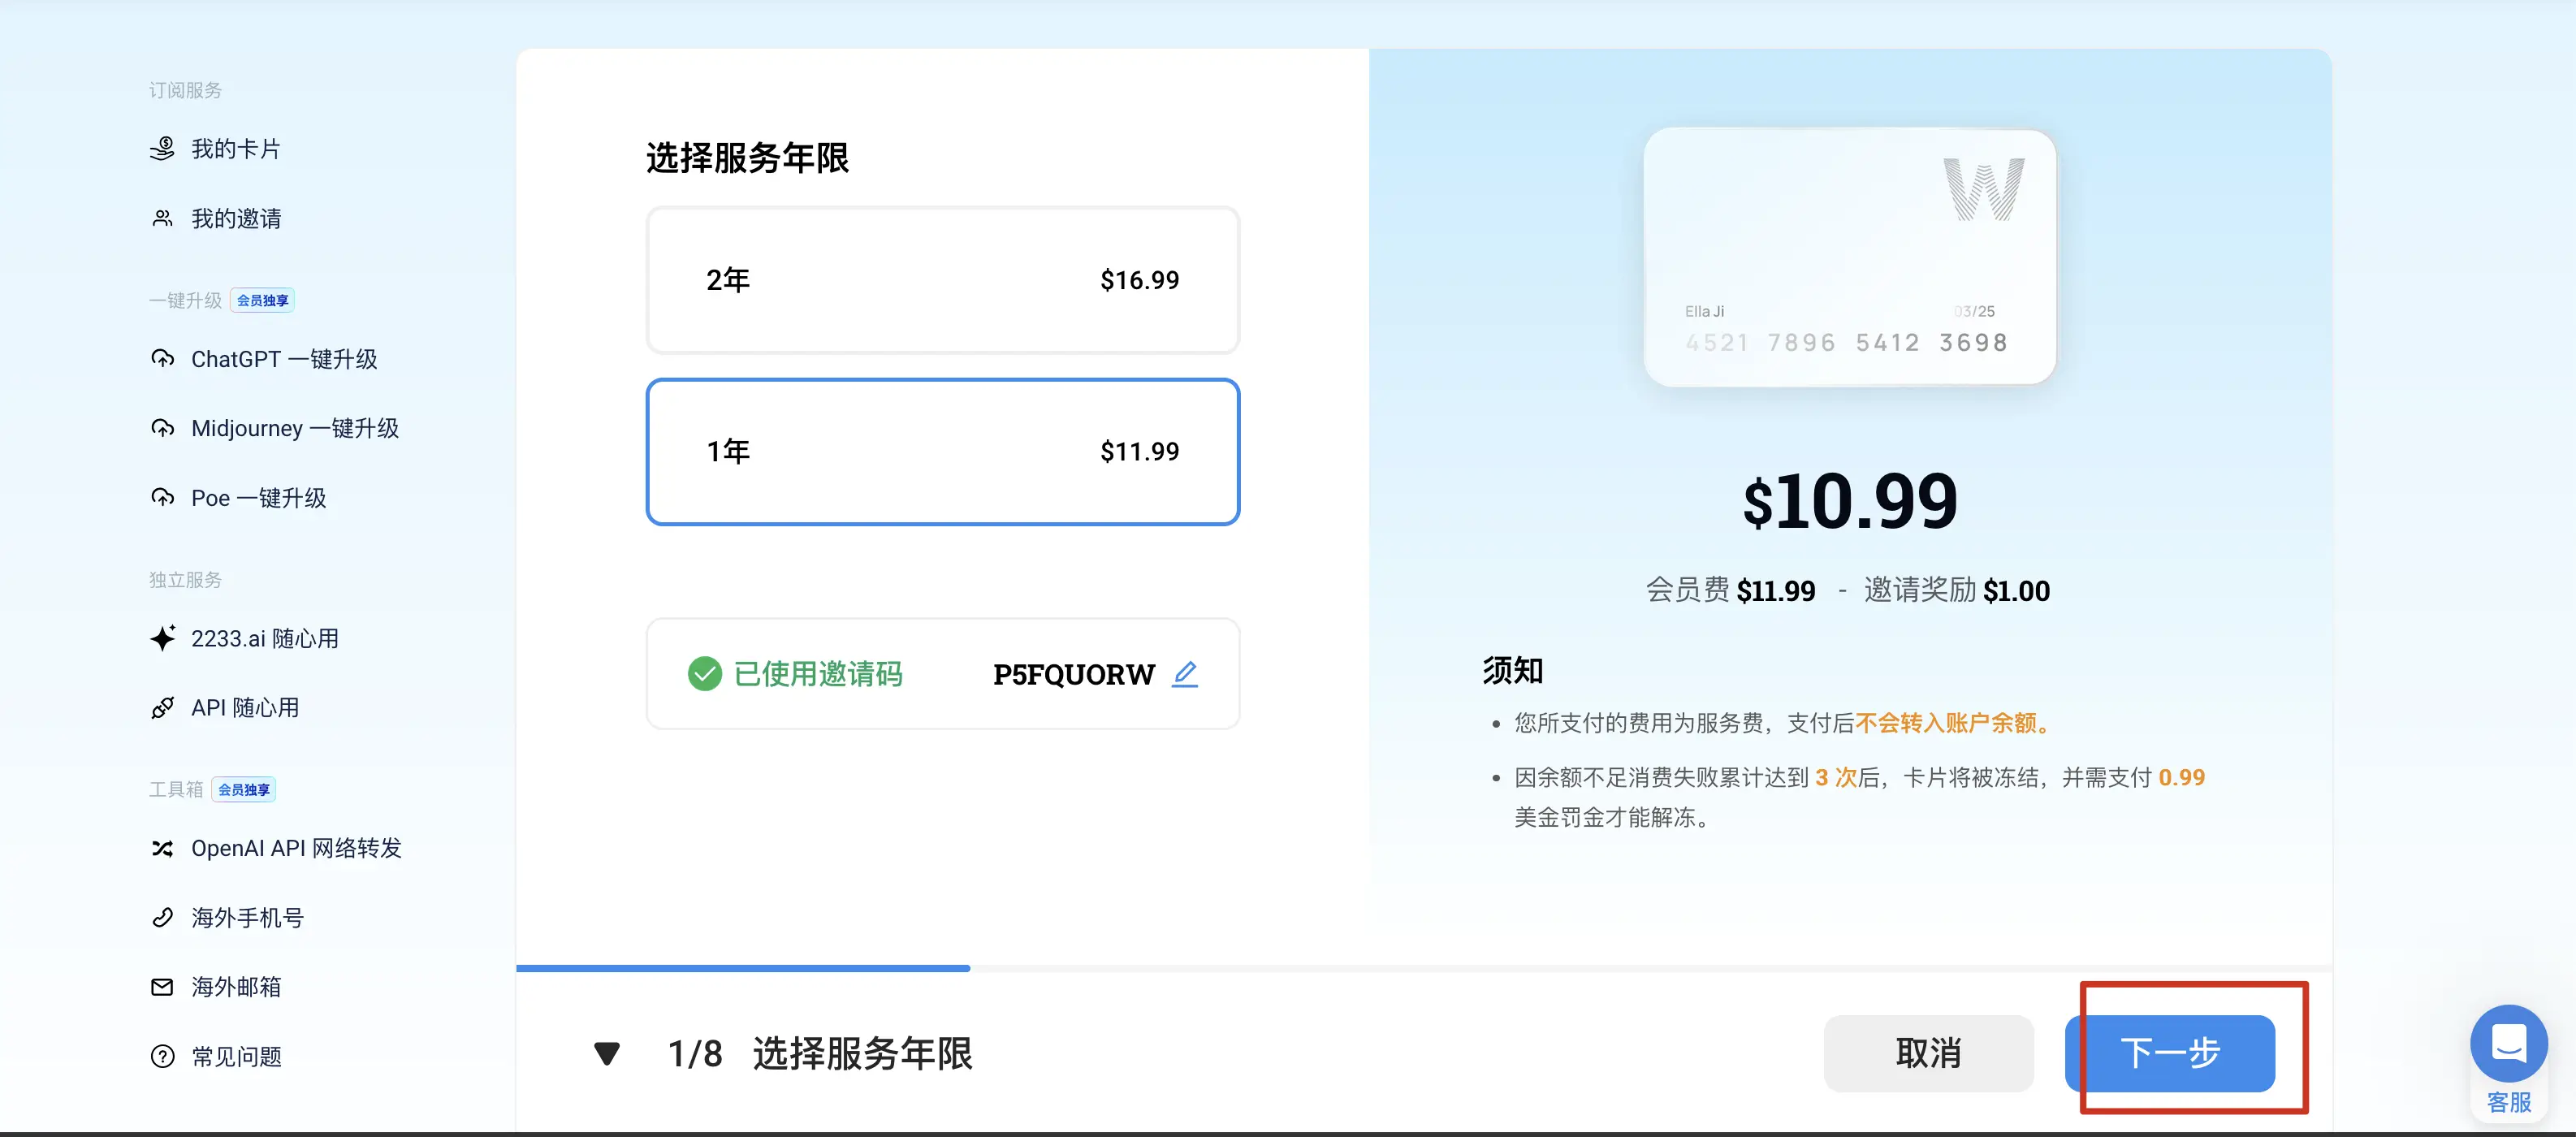 订阅服务
我的卡片
我的邀请
一键升级 会员独享
ChatGPT 一键升级
Midjourney 一键升级
Poe 一键升级
独立服务
2233.ai 随心用
API 随心用
工具箱 会员独享
OpenAI API 网络转发
海外手机号
海外邮箱
常见问题
选择服务年限
2年 $16.99
1年 $11.99
已使用邀请码 P5FQUORW
W
Ella Ji 03/25
4521 7896 5412 3698
$10.99
会员费 $11.99 - 邀请奖励 $1.00
须知
您所支付的费用为服务费，支付后不会转入账户余额。
因余额不足消费失败累计达到 3 次后，卡片将被冻结，并需支付 0.99
美金罚金才能解冻。
1/8 选择服务年限
取消
下一步
客服